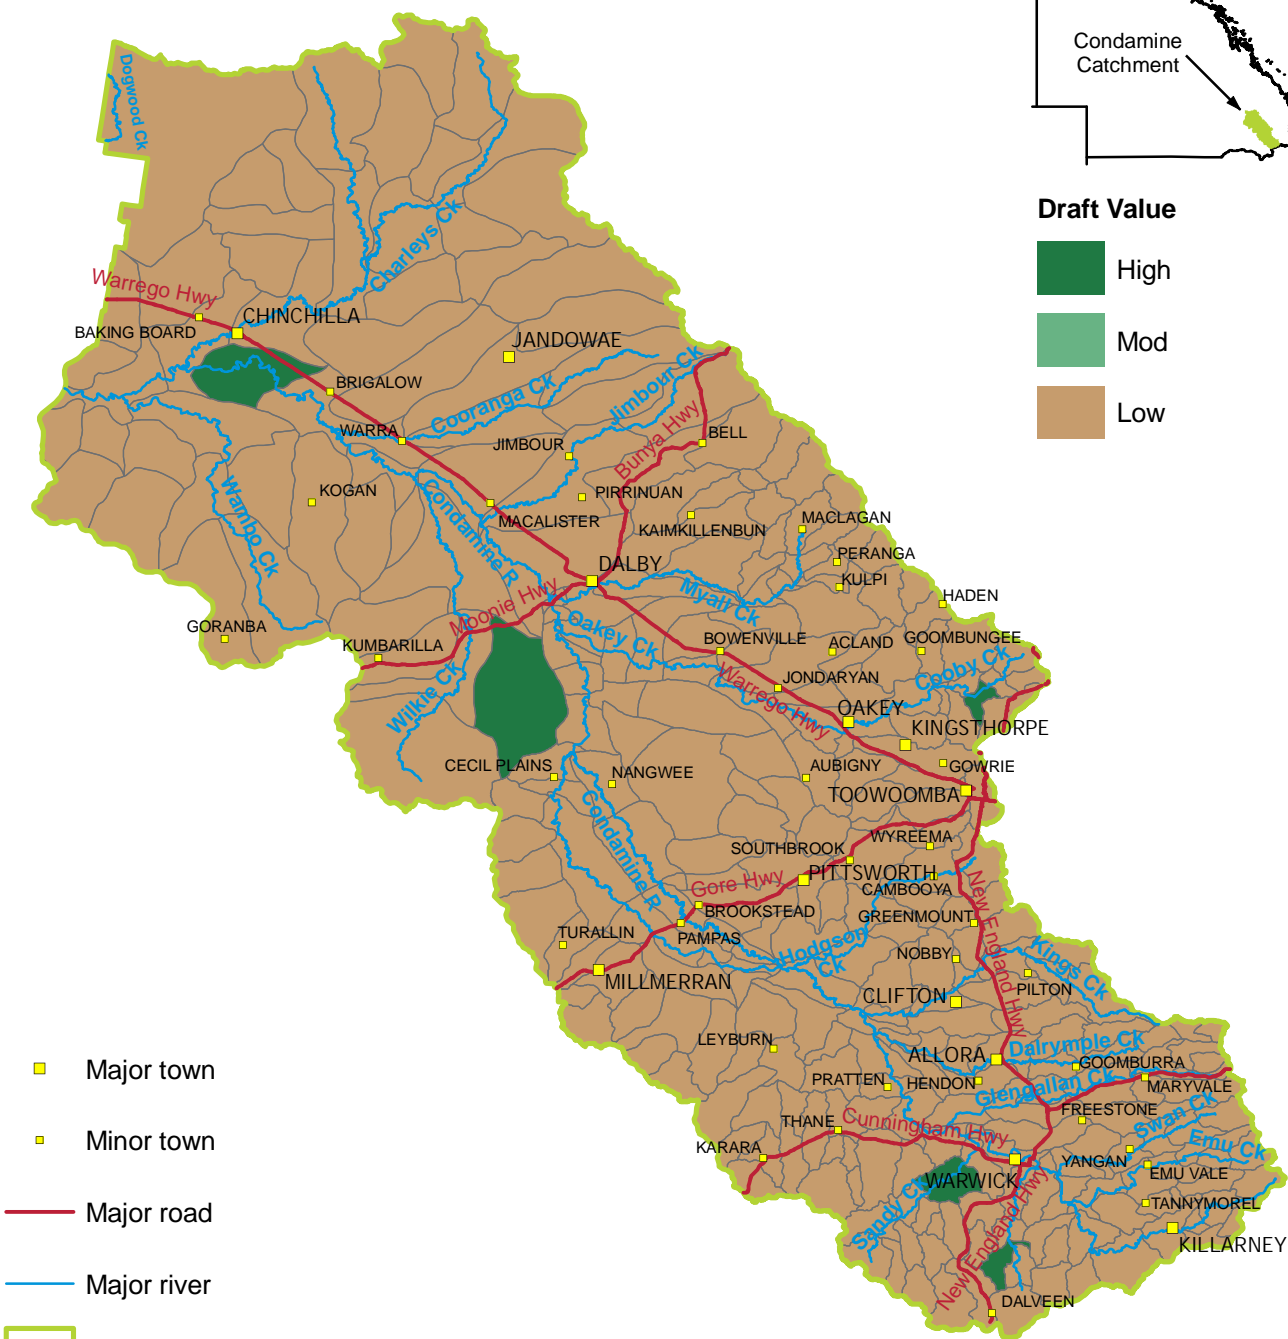 Condamine
Catchment
Draft Value
High
Mod
Low
Dogwood Ck
Charleys Ck
Warrego Hwy
CHINCHILLA
BAKING BOARD
JANDOWAE
BRIGALOW
Cooranga Ck
Jimbour Ck
Bunya Hwy
WARRA
JIMBOUR
BELL
Wambo Ck
KOGAN
Condamine R
PIRRINUAN
MACALISTER
KAIMKILLENBUN
MACLAGAN
PERANGA
DALBY
KULPI
Myall Ck
HADEN
Moonie Hwy
GORANBA
KUMBARILLA
Oakey Ck
BOWENVILLE
ACLAND
GOOMBUNGEE
Cooby Ck
Wilkie Ck
JONDARYAN
Warrego Hwy
OAKEY
KINGSTHORPE
CECIL PLAINS
NANGWEE
AUBIGNY
GOWRIE
TOOWOOMBA
Condamine R
WYREEMA
SOUTHBROOK
PITTSWORTH
Gore Hwy
CAMBOOYA
New England Hwy
BROOKSTEAD
GREENMOUNT
TURALLIN
PAMPAS
Hodgson
Ck
NOBBY
Kings Ck
MILLMERRAN
PILTON
CLIFTON
LEYBURN
ALLORA
Dalrymple Ck
GOOMBURRA
PRATTEN
HENDON
Glengallan Ck
MARYVALE
FREESTONE
THANE
Cunningham Hwy
Swan Ck
Emu Ck
KARARA
YANGAN
EMU VALE
WARWICK
Sandy Ck
New England Hwy
TANNYMOREL
KILLARNEY
DALVEEN
Major town
Minor town
Major road
Major river